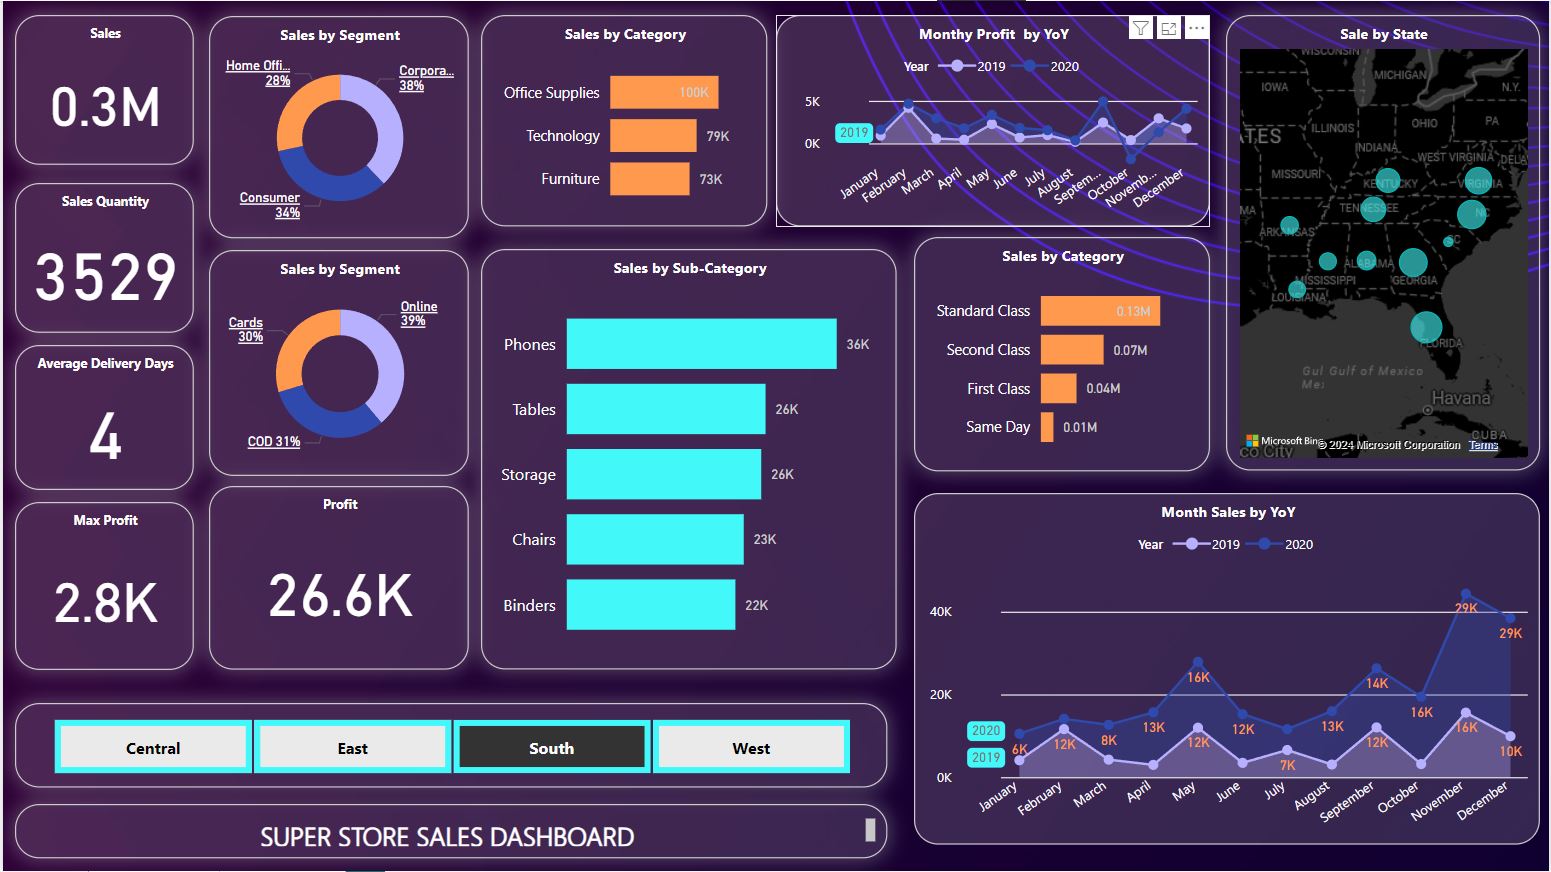 Sales
0.3M
Sales Quantity
3529
Average Delivery Days
4
Max Profit
2.8K
Sales by Segment
Home Offi...
28%
Corpora...
38%
Consumer
34%
Sales by Segment
Online
39%
Cards
30%
COD 31%
Profit
26.6K
Sales by Category
Office Supplies 100K
Technology 79K
Furniture 73K
Sales by Sub-Category
Phones 36K
Tables 26K
Storage 26K
Chairs 23K
Binders 22K
Monthy Profit by YoY
Year 2019 2020
5K
2019
0K
January February March April May June July August Septem... October Novemb... December
Sales by Category
Standard Class 0.13M
Second Class 0.07M
First Class 0.04M
Same Day 0.01M
Sale by State
WISCONSIN
MICHIGAN
IOWA
N.Y.
PA
OHIO
ILLINOIS
ATES
INDIANA
WEST VIRGINIA
DELA
MISSOURI
KENTUCKY
VIRGINIA
MA
TENNESSEE
NC
ARKANSAS
SC
ALABAMA
MISSISSIPPI
GEORGIA
LOUISIANA
FLORIDA
Gul Gulf of Mexico
Me
Havana
CUBA
Microsoft Bing
© 2024 Microsoft Corporation Terms
co City
Month Sales by YoY
Year 2019 2020
40K
20K
0K
2020
2019
6K
12K
8K
13K
16K
12K
12K
7K
13K
14K
12K
16K
29K
16K
29K
10K
January February March April May June July August September October November December
Central East South West
SUPER STORE SALES DASHBOARD